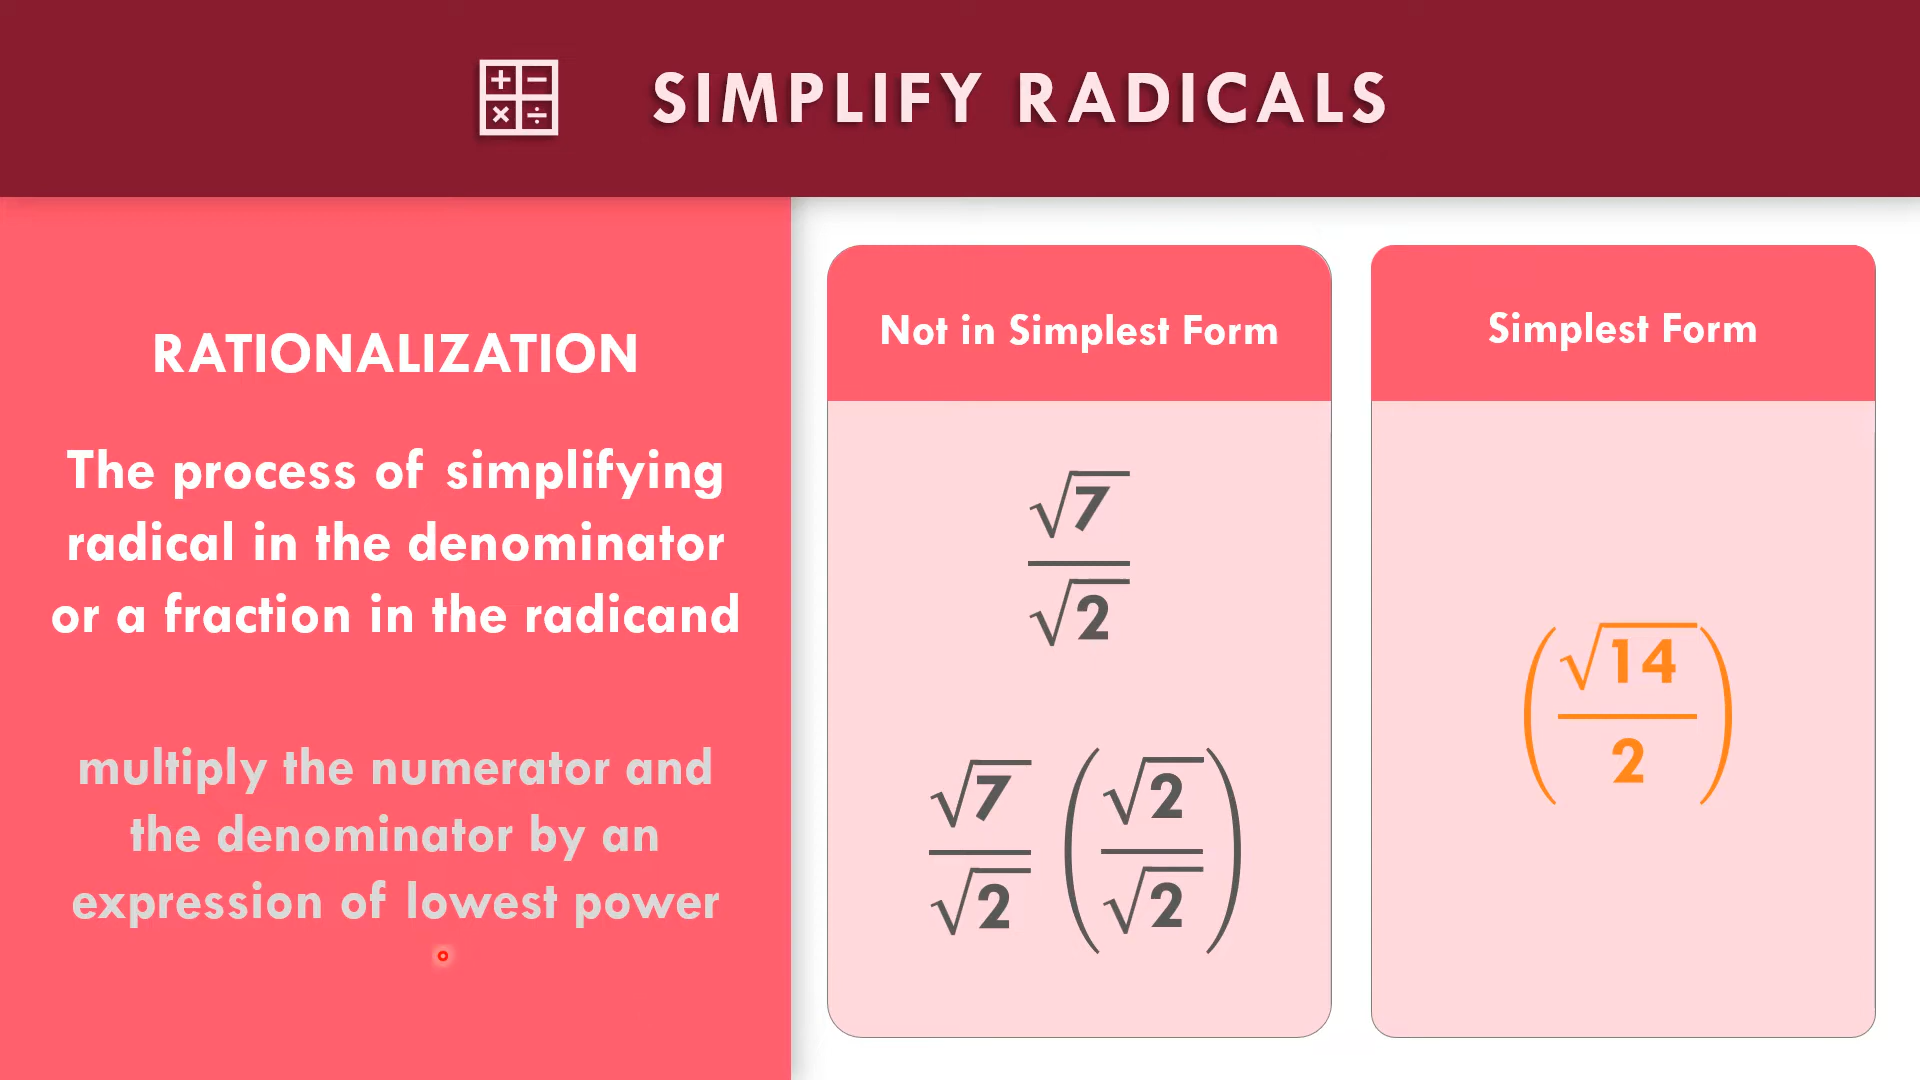 SIMPLIFY RADICALS
RATIONALIZATION
The process of simplifying
radical in the denominator
or a fraction in the radicand
multiply the numerator and
the denominator by an
expression of lowest power
Not in Simplest Form
√7
√2
√7 (√2)
√2 (√2)
Simplest Form
(√14)
2